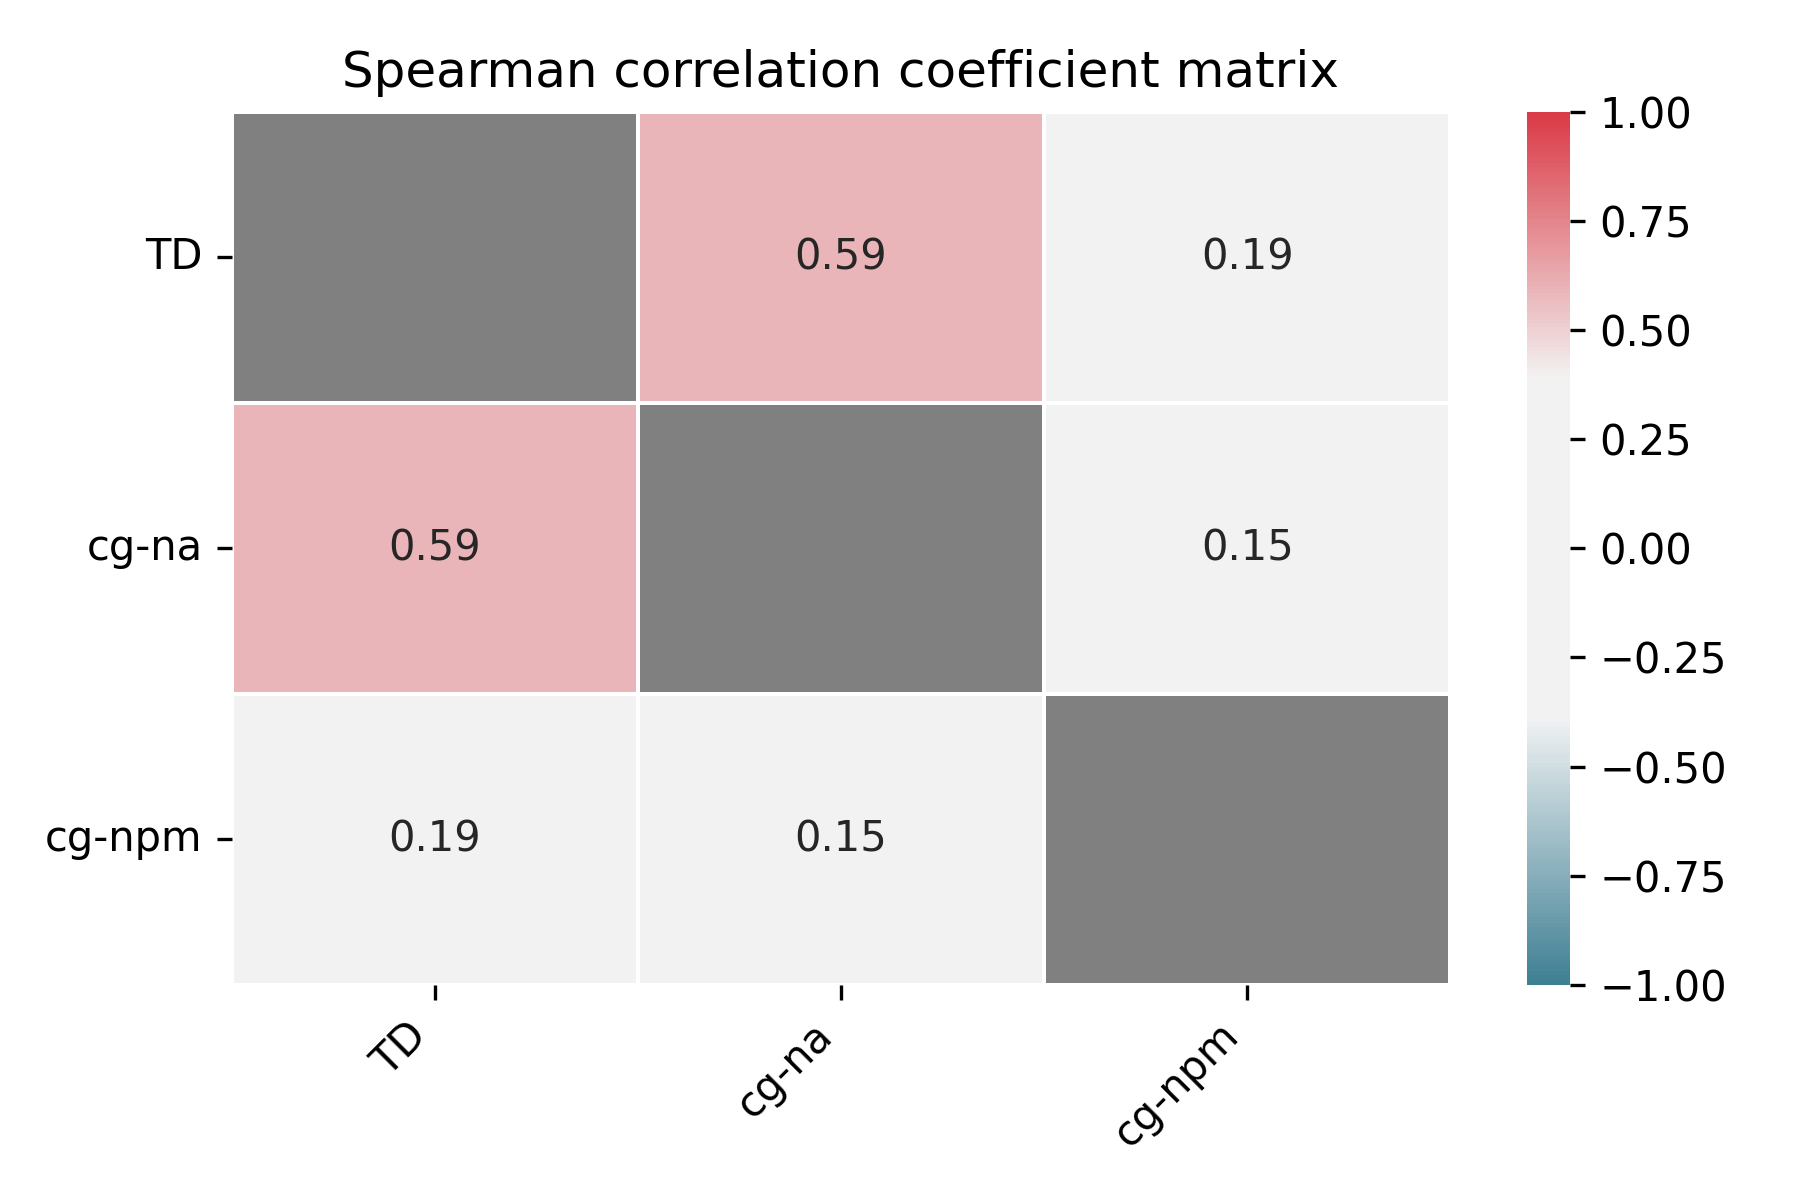 Spearman correlation coefficient matrix
TD
0.59
0.19
cg-na
0.59
0.15
cg-npm
0.19
0.15
TD
cg-na
cg-npm
1.00
0.75
0.50
0.25
0.00
−0.25
−0.50
−0.75
−1.00